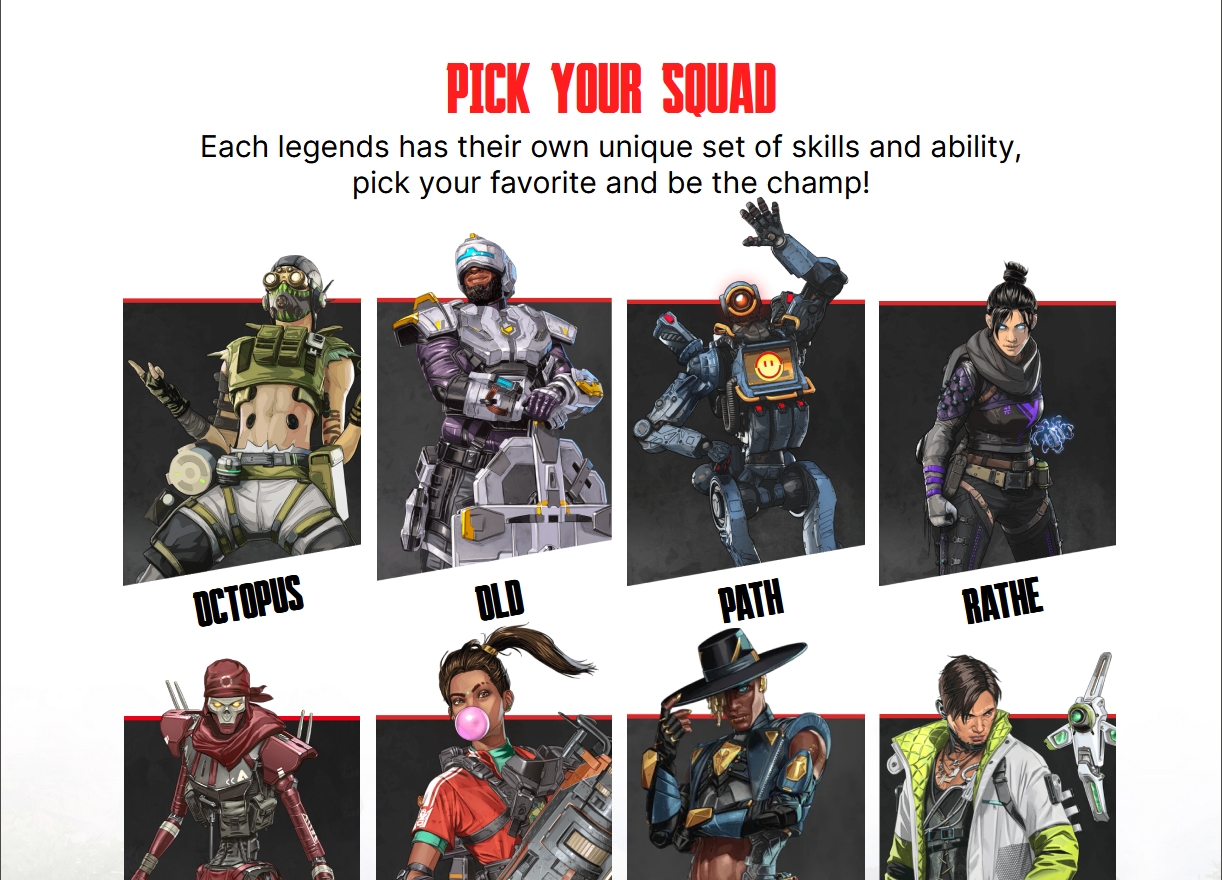 PICK YOUR SQUAD
Each legends has their own unique set of skills and ability,
pick your favorite and be the champ!
OCTOPUS
OLD
PATH
RATHE